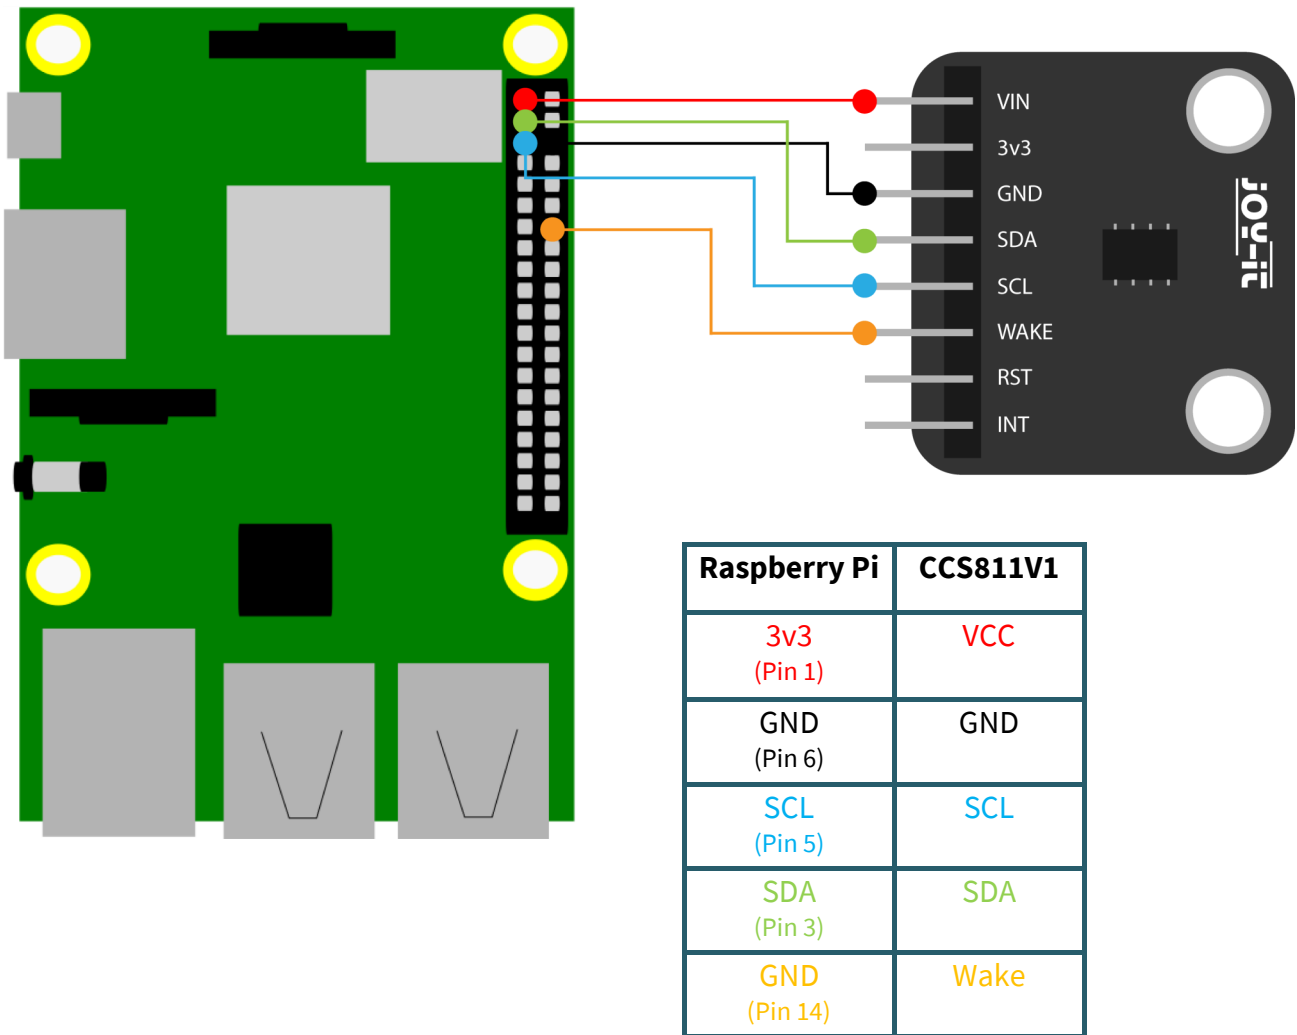 VIN
3v3
GND
SDA
SCL
WAKE
RST
INT
joy-it
Raspberry Pi CCS811V1
3v3 VCC
(Pin 1)
GND GND
(Pin 6)
SCL SCL
(Pin 5)
SDA SDA
(Pin 3)
GND Wake
(Pin 14)